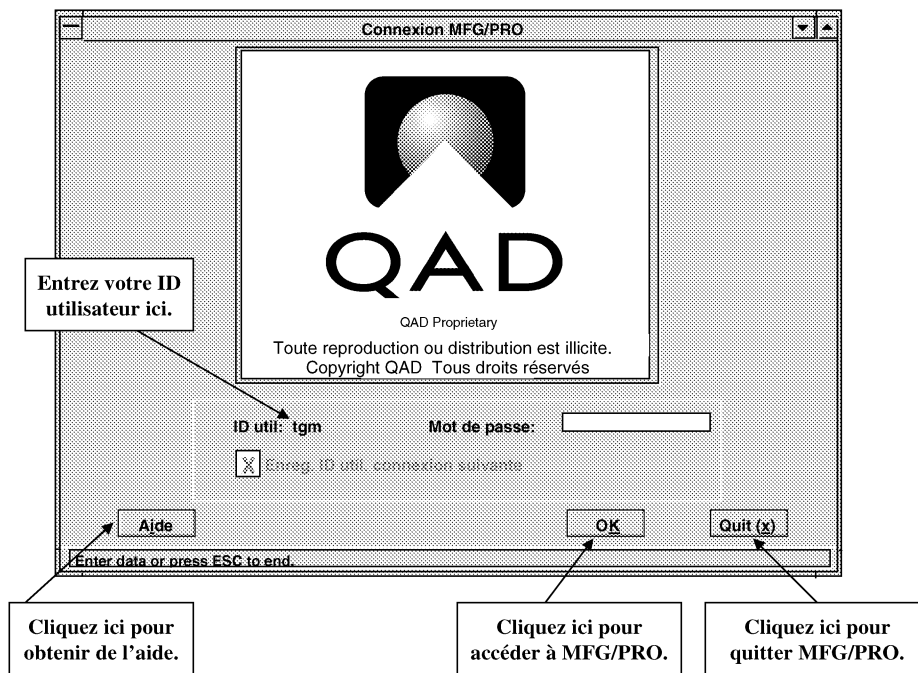 Connexion MFG/PRO
QAD
QAD Proprietary
Toute reproduction ou distribution est illicite.
Copyright QAD Tous droits réservés
Entrez votre ID
utilisateur ici.
ID util: tgm
Mot de passe:
X Enreg. ID util. connexion suivante
Aide
OK
Quit (x)
Enter data or press ESC to end.
Cliquez ici pour
obtenir de l'aide.
Cliquez ici pour
accéder à MFG/PRO.
Cliquez ici pour
quitter MFG/PRO.